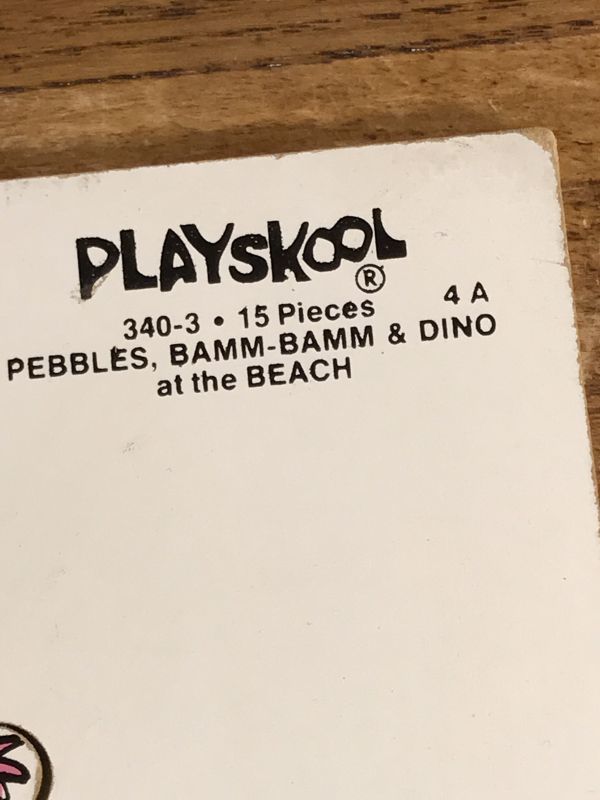 PLAYSKOOL®
340-3 • 15 Pieces 4 A
PEBBLES, BAMM-BAMM & DINO
at the BEACH